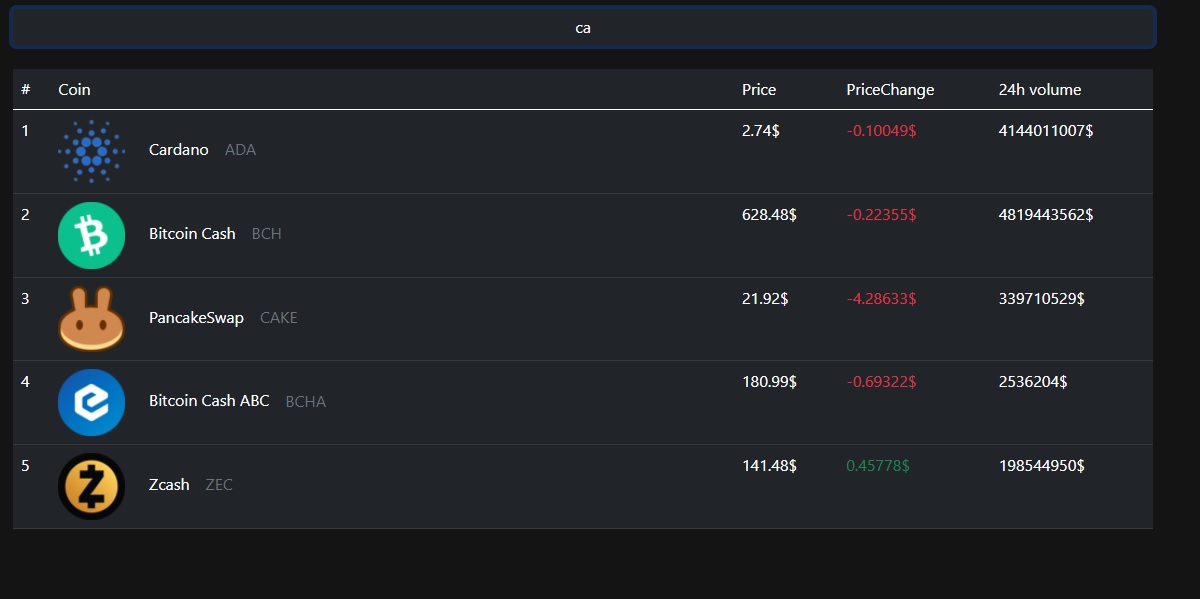 ca
# Coin Price PriceChange 24h volume
1 Cardano ADA 2.74$ -0.10049$ 4144011007$
2 Bitcoin Cash BCH 628.48$ -0.22355$ 4819443562$
3 PancakeSwap CAKE 21.92$ -4.28633$ 339710529$
4 Bitcoin Cash ABC BCHA 180.99$ -0.69322$ 2536204$
5 Zcash ZEC 141.48$ 0.45778$ 198544950$